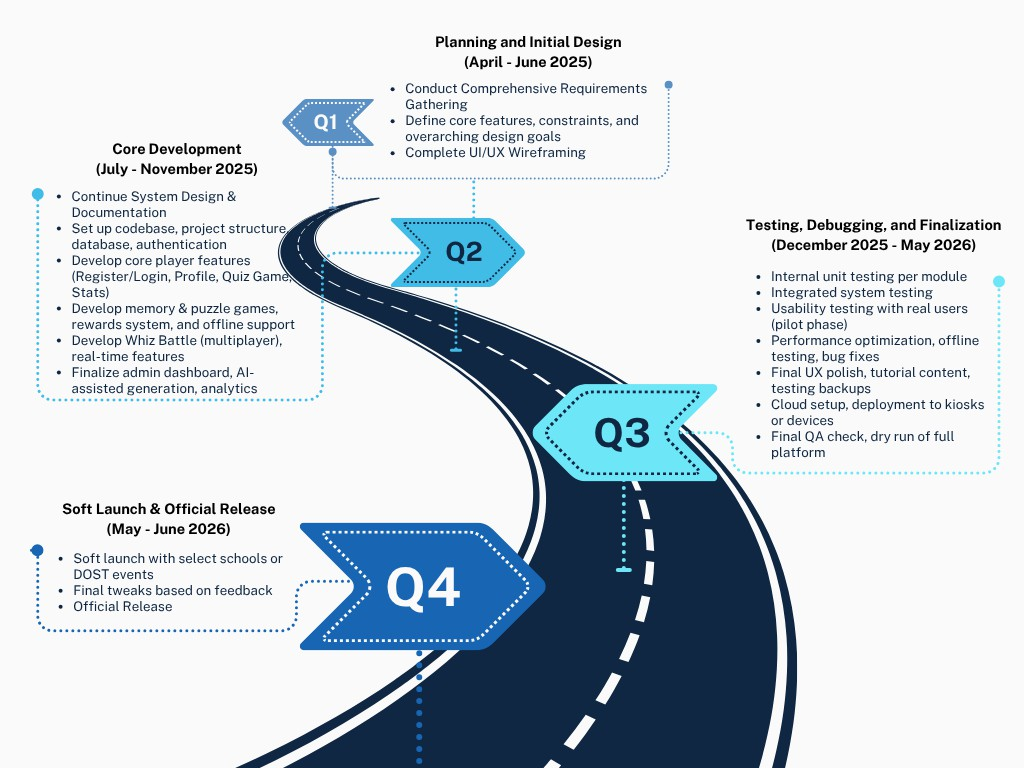 Planning and Initial Design
(April - June 2025)
• Conduct Comprehensive Requirements
Gathering
• Define core features, constraints, and
overarching design goals
• Complete UI/UX Wireframing
Q1
Core Development
(July - November 2025)
• Continue System Design &
Documentation
• Set up codebase, project structure,
database, authentication
• Develop core player features
(Register/Login, Profile, Quiz Game,
Stats)
• Develop memory & puzzle games,
rewards system, and offline support
• Develop Whiz Battle (multiplayer),
real-time features
• Finalize admin dashboard, AI-
assisted generation, analytics
Q2
Testing, Debugging, and Finalization
(December 2025 - May 2026)
• Internal unit testing per module
• Integrated system testing
• Usability testing with real users
(pilot phase)
• Performance optimization, offline
testing, bug fixes
• Final UX polish, tutorial content,
testing backups
• Cloud setup, deployment to kiosks
or devices
• Final QA check, dry run of full
platform
Q3
Soft Launch & Official Release
(May - June 2026)
• Soft launch with select schools or
DOST events
• Final tweaks based on feedback
• Official Release
Q4